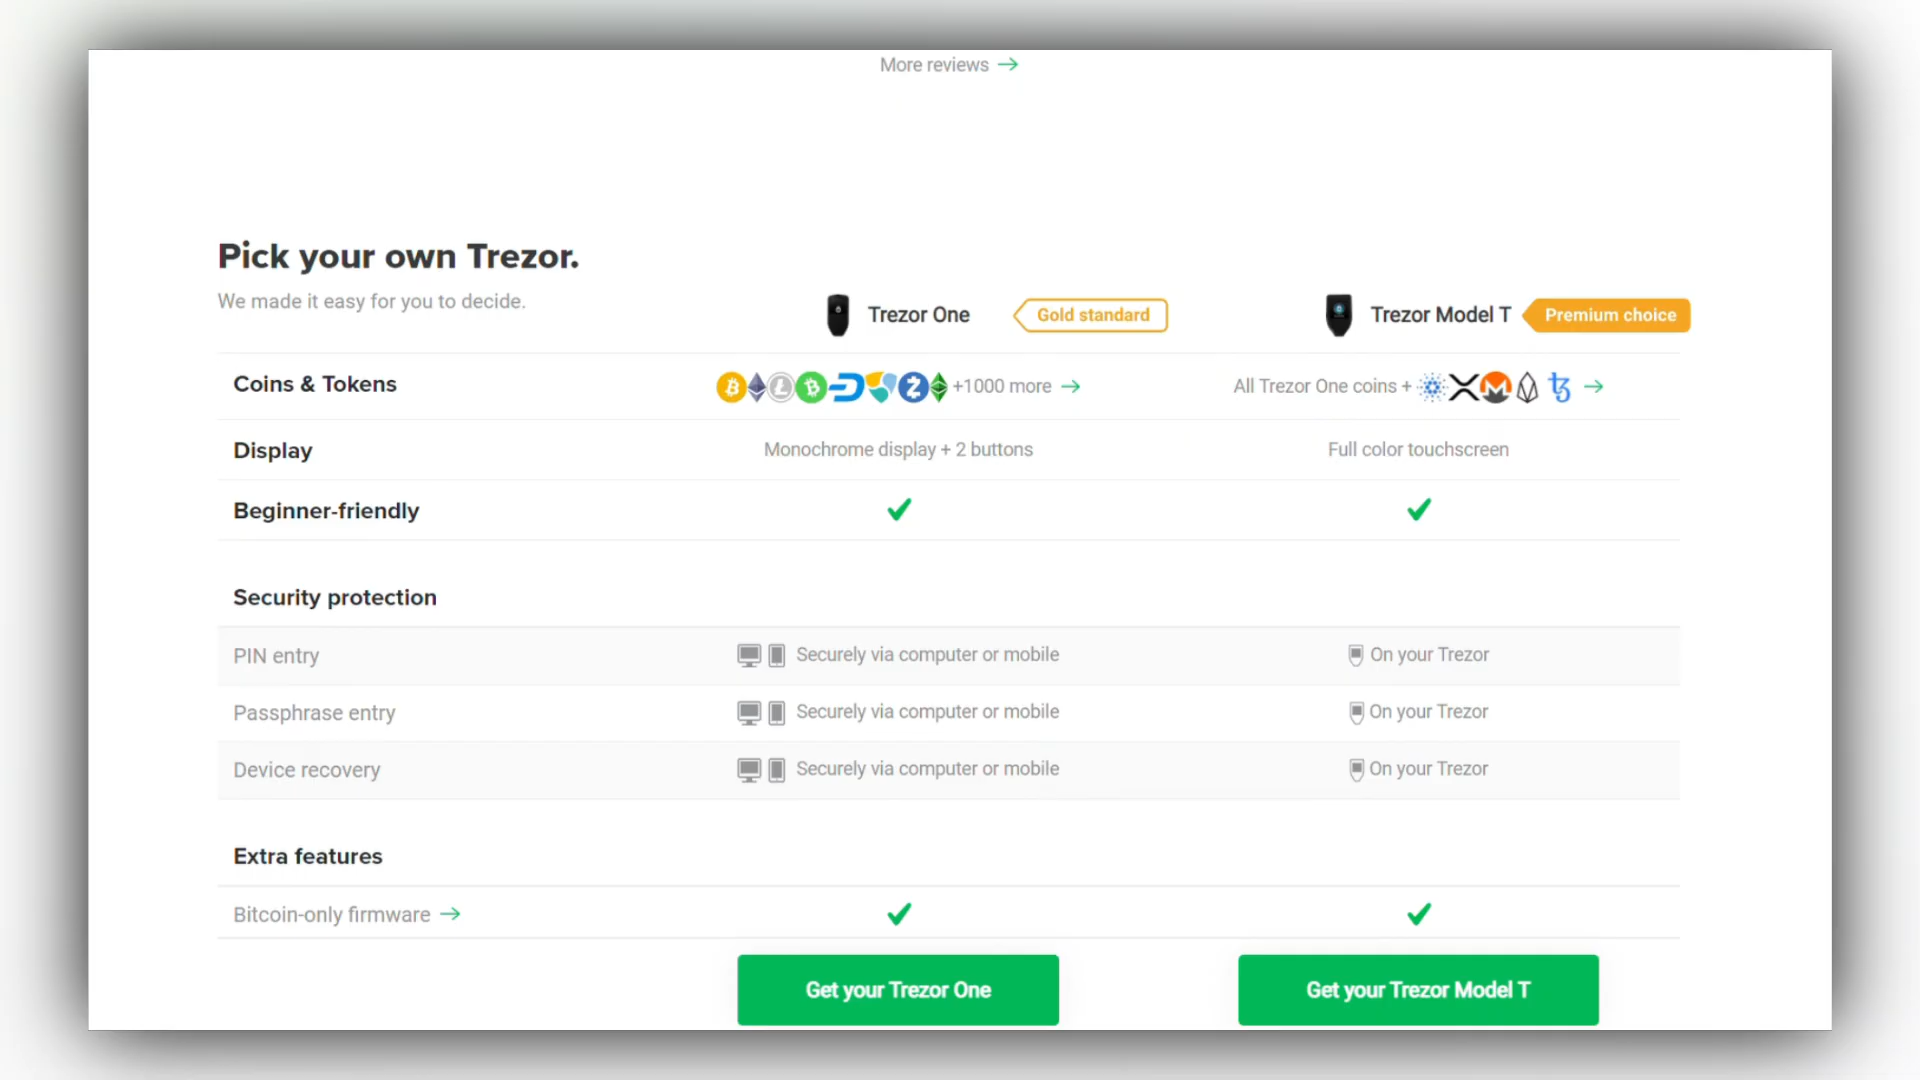 More reviews →
Pick your own Trezor.
We made it easy for you to decide.
Trezor One Gold standard Trezor Model T Premium choice
Coins & Tokens +1000 more → All Trezor One coins + →
Display Monochrome display + 2 buttons Full color touchscreen
Beginner-friendly
Security protection
PIN entry Securely via computer or mobile On your Trezor
Passphrase entry Securely via computer or mobile On your Trezor
Device recovery Securely via computer or mobile On your Trezor
Extra features
Bitcoin-only firmware →
Get your Trezor One Get your Trezor Model T